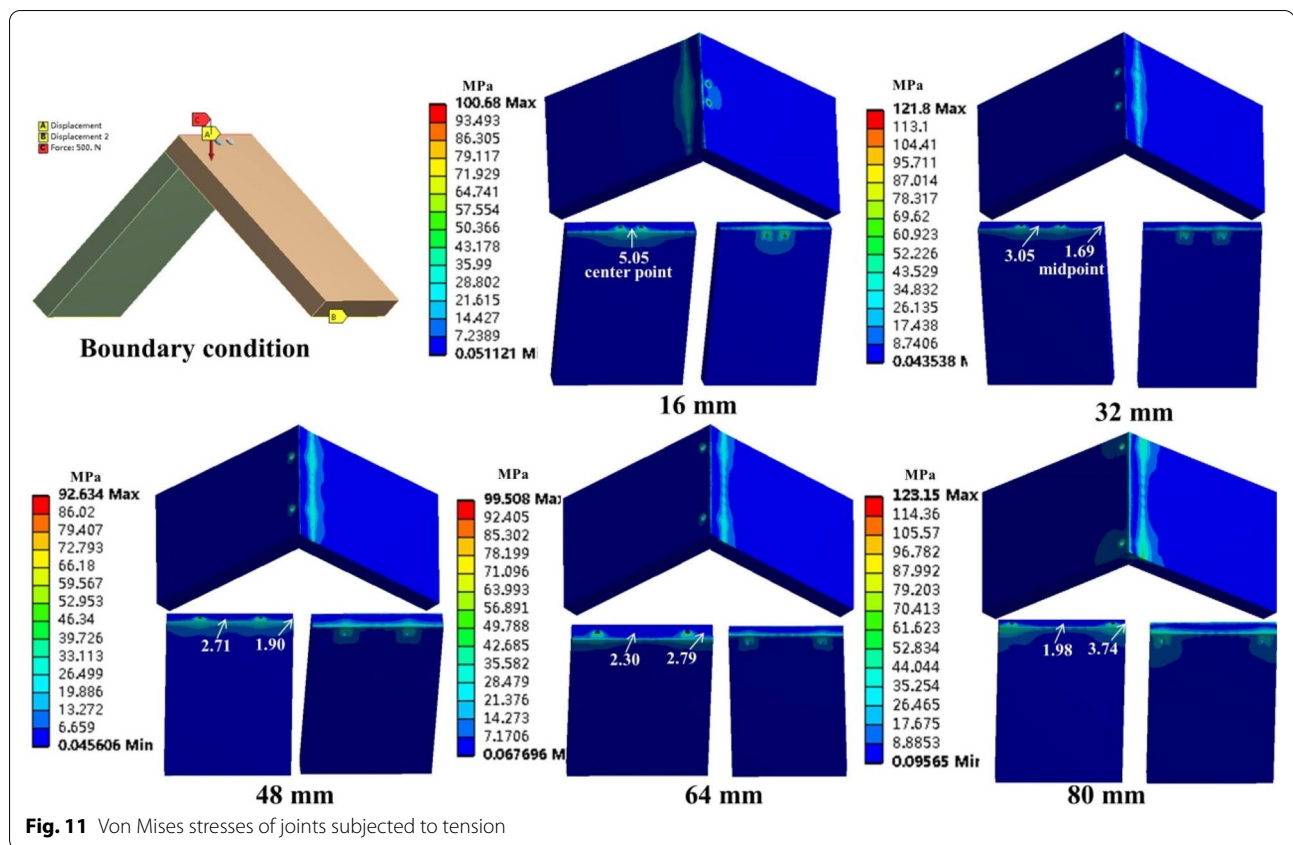 A Displacement
B Displacement 2
C Force: 500. N
C
A
B
Boundary condition
MPa
100.68 Max
93.493
86.305
79.117
71.929
64.741
57.554
50.366
43.178
35.99
28.802
21.615
14.427
7.2389
0.051121 Mi
5.05
center point
16 mm
MPa
121.8 Max
113.1
104.41
95.711
87.014
78.317
69.62
60.923
52.226
43.529
34.832
26.135
17.438
8.7406
0.043538 M
3.05
1.69
midpoint
32 mm
MPa
92.634 Max
86.02
79.407
72.793
66.18
59.567
52.953
46.34
39.726
33.113
26.499
19.886
13.272
6.659
0.045606 Min
2.71
1.90
48 mm
MPa
99.508 Max
92.405
85.302
78.199
71.096
63.993
56.891
49.788
42.685
35.582
28.479
21.376
14.273
7.1706
0.067696 M
2.30
2.79
64 mm
MPa
123.15 Max
114.36
105.57
96.782
87.992
79.203
70.413
61.623
52.834
44.044
35.254
26.465
17.675
8.8853
0.09565 Min
1.98
3.74
80 mm
Fig. 11 Von Mises stresses of joints subjected to tension